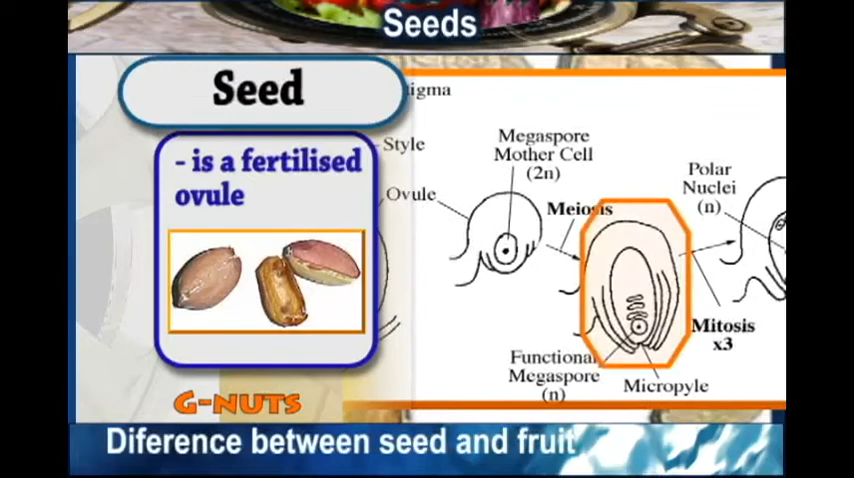 Seeds
Seed
- is a fertilised
ovule
G-NUTS
igma
Style
Ovule
Megaspore
Mother Cell
(2n)
Meiosis
Polar
Nuclei
(n)
Mitosis
x3
Functional
Megaspore
(n)
Micropyle
Diference between seed and fruit